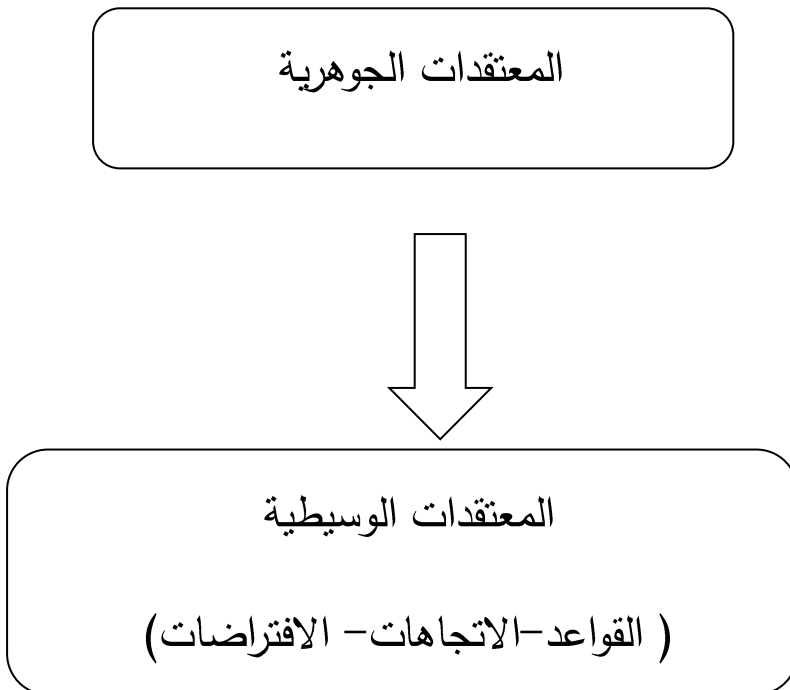 المعتقدات الجوهرية
المعتقدات الوسيطية
( القواعد-الاتجاهات- الافتراضات)